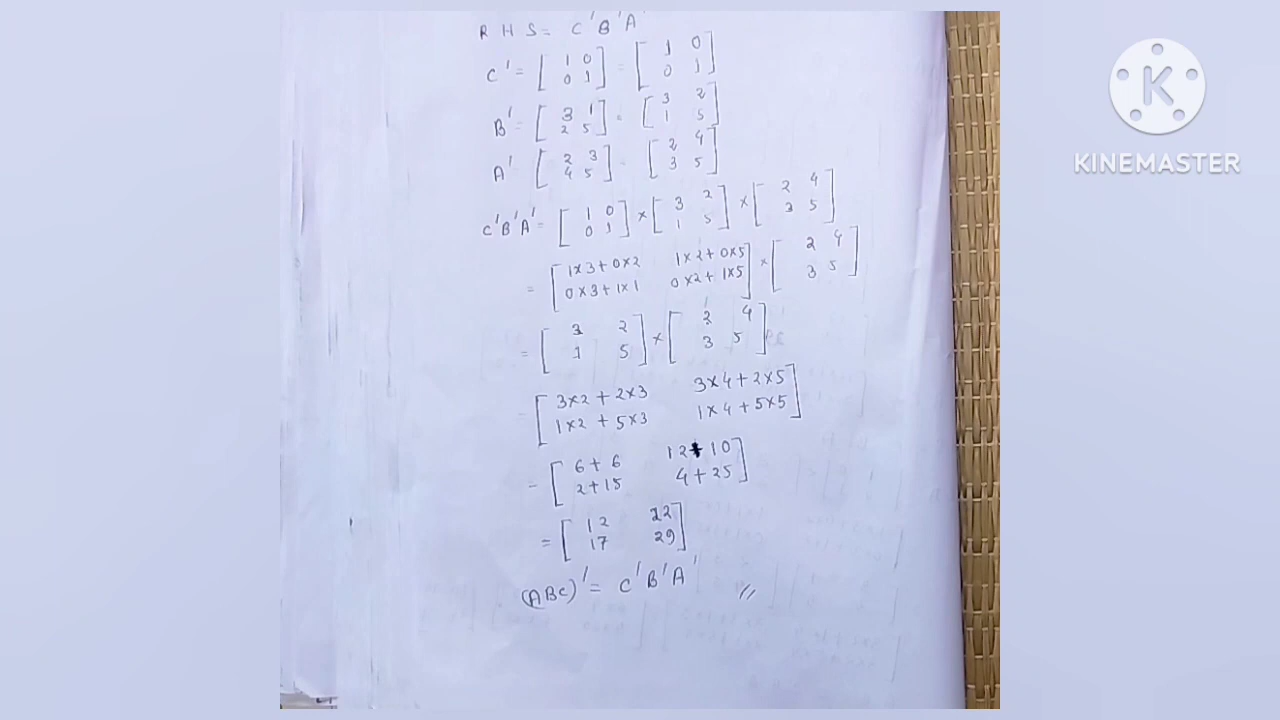 R H S = C'B'A'
C' = [1 0 0 1] = [1 0 0 1]
B' = [3 1 2 5] = [3 2 1 5]
A' [2 3 4 5] = [2 4 3 5]
C'B'A' = [1 0 0 1] × [3 2 1 5] × [2 4 3 5]
= [1×3+0×2 1×2+0×5 0×3+1×1 0×2+1×5] × [2 4 3 5]
= [3 2 1 5] × [2 4 3 5]
[3×2+2×3 3×4+2×5 1×2+5×3 1×4+5×5]
= [6+6 12+10 2+15 4+25]
= [12 22 17 29]
(ABC)' = C'B'A' //
K
KINEMASTER